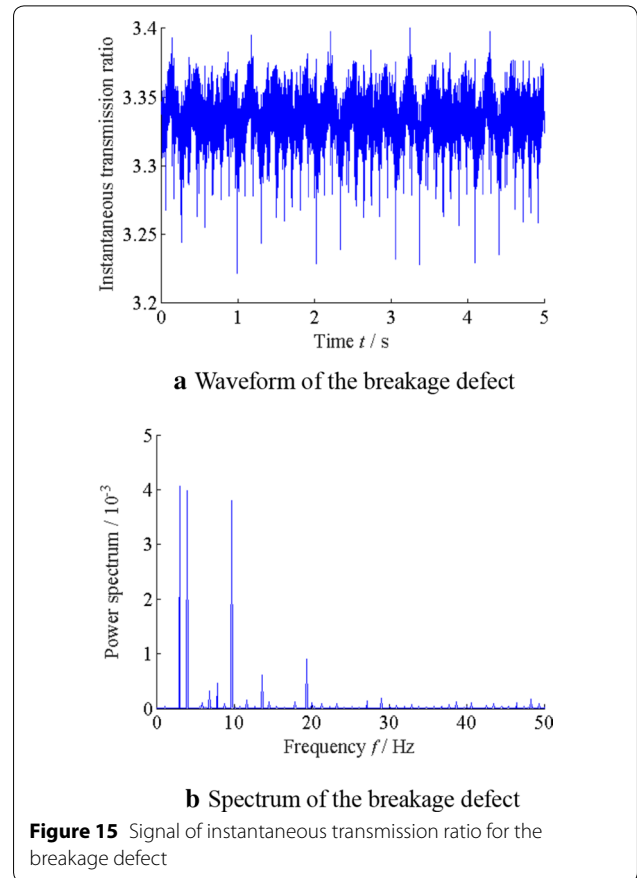 3.4
3.35
3.3
3.25
3.2
Instantaneous transmission ratio
0 1 2 3 4 5
Time t / s
a Waveform of the breakage defect
5
4
3
2
1
0
Power spectrum / 10⁻³
0 10 20 30 40 50
Frequency f / Hz
b Spectrum of the breakage defect
Figure 15 Signal of instantaneous transmission ratio for the
breakage defect